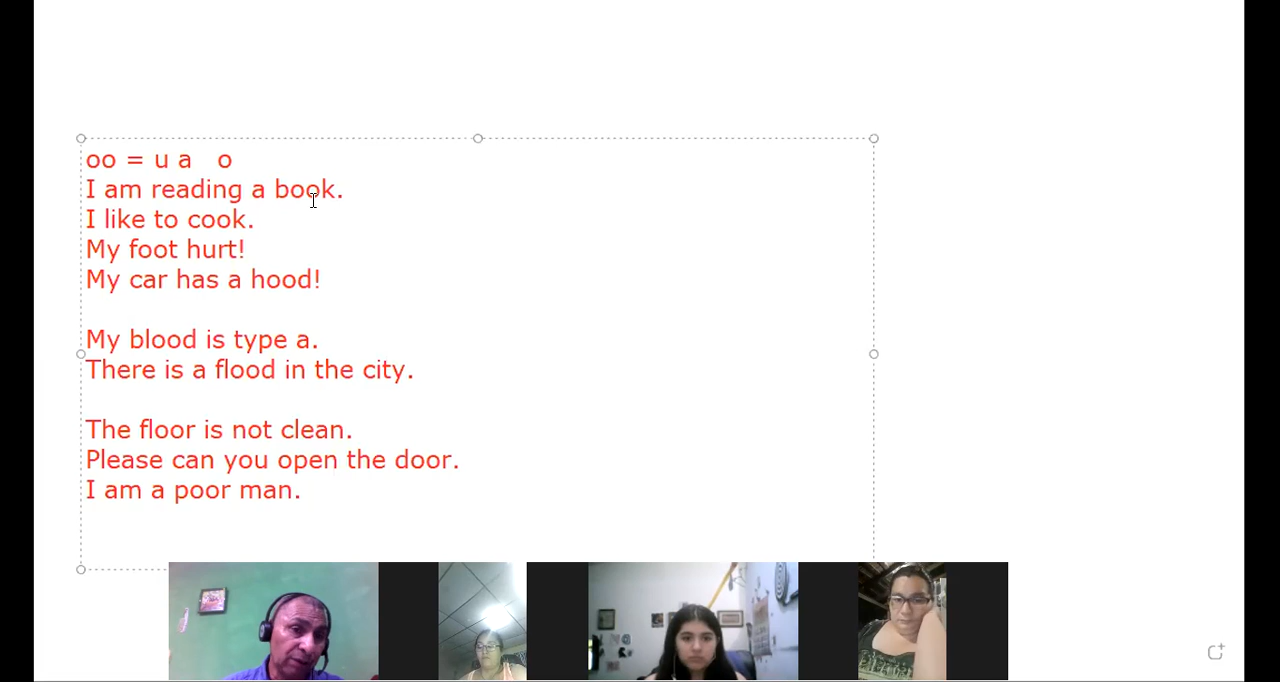 oo = u a o
I am reading a book.
I like to cook.
My foot hurt!
My car has a hood!
My blood is type a.
There is a flood in the city.
The floor is not clean.
Please can you open the door.
I am a poor man.